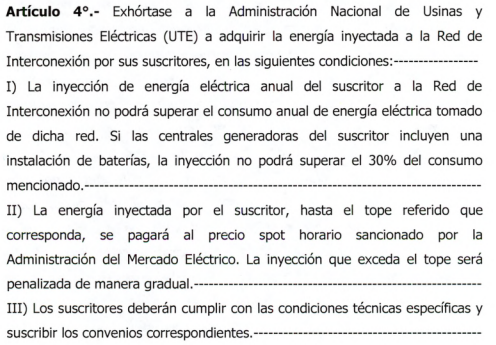 Artículo 4º.- Exhórtase a la Administración Nacional de Usinas y
Transmisiones Eléctricas (UTE) a adquirir la energía inyectada a la Red de
Interconexión por sus suscritores, en las siguientes condiciones:-----------------
I) La inyección de energía eléctrica anual del suscritor a la Red de
Interconexión no podrá superar el consumo anual de energía eléctrica tomado
de dicha red. Si las centrales generadoras del suscritor incluyen una
instalación de baterías, la inyección no podrá superar el 30% del consumo
mencionado.--------------------------------------------------------------------------------
II) La energía inyectada por el suscritor, hasta el tope referido que
corresponda, se pagará al precio spot horario sancionado por la
Administración del Mercado Eléctrico. La inyección que exceda el tope será
penalizada de manera gradual.----------------------------------------------------------
III) Los suscritores deberán cumplir con las condiciones técnicas específicas y
suscribir los convenios correspondientes.----------------------------------------------